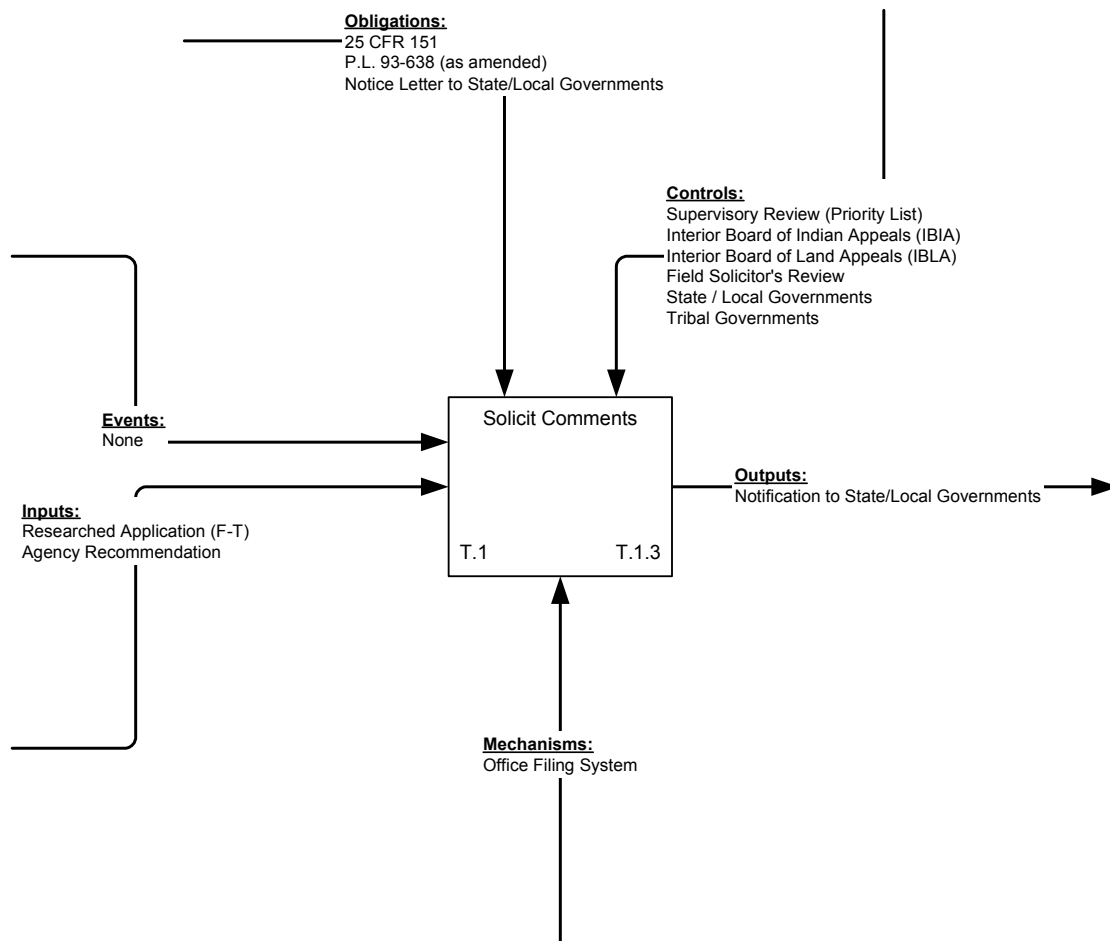 Obligations:
25 CFR 151
P.L. 93-638 (as amended)
Notice Letter to State/Local Governments
Controls:
Supervisory Review (Priority List)
Interior Board of Indian Appeals (IBIA)
Interior Board of Land Appeals (IBLA)
Field Solicitor's Review
State / Local Governments
Tribal Governments
Events:
None
Inputs:
Researched Application (F-T)
Agency Recommendation
Solicit Comments
T.1 T.1.3
Outputs:
Notification to State/Local Governments
Mechanisms:
Office Filing System